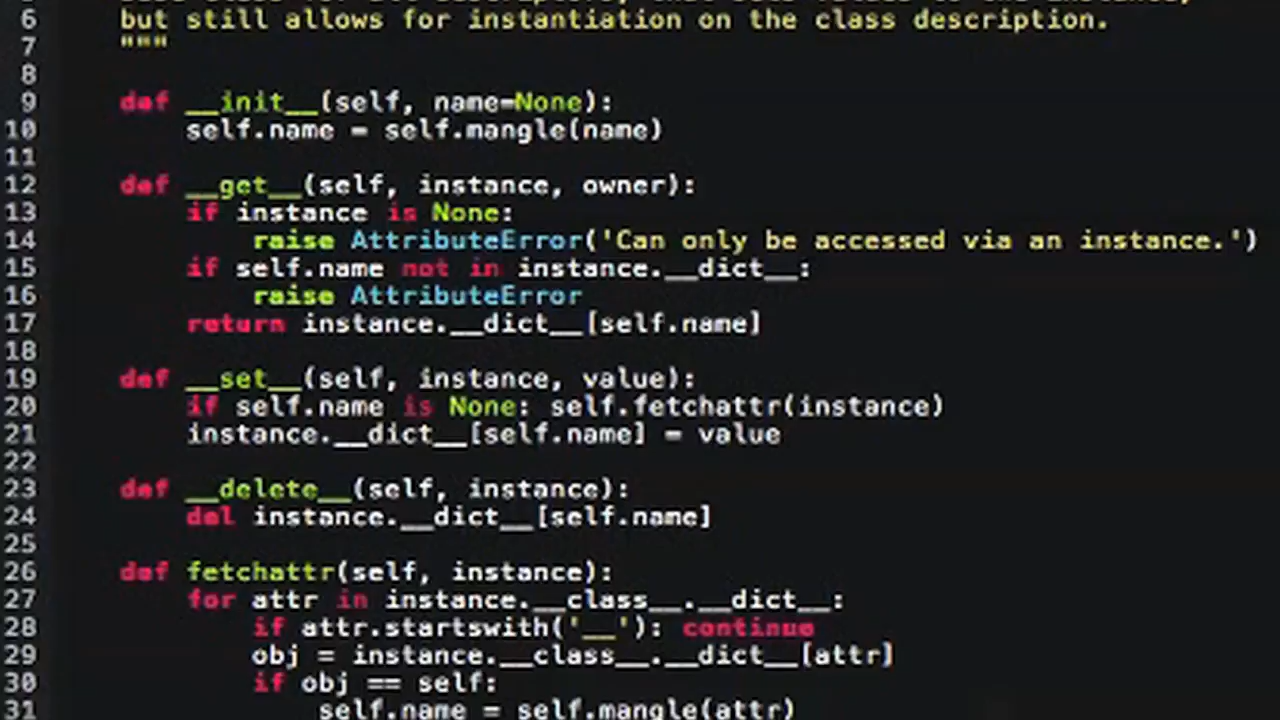 6 but still allows for instantiation on the class description.
7 """
8
9 def __init__(self, name=None):
10 self.name = self.mangle(name)
11
12 def __get__(self, instance, owner):
13 if instance is None:
14 raise AttributeError('Can only be accessed via an instance.')
15 if self.name not in instance.__dict__:
16 raise AttributeError
17 return instance.__dict__[self.name]
18
19 def __set__(self, instance, value):
20 if self.name is None: self.fetchattr(instance)
21 instance.__dict__[self.name] = value
22
23 def __delete__(self, instance):
24 del instance.__dict__[self.name]
25
26 def fetchattr(self, instance):
27 for attr in instance.__class__.__dict__:
28 if attr.startswith('__'): continue
29 obj = instance.__class__.__dict__[attr]
30 if obj == self:
31 self.name = self.mangle(attr)